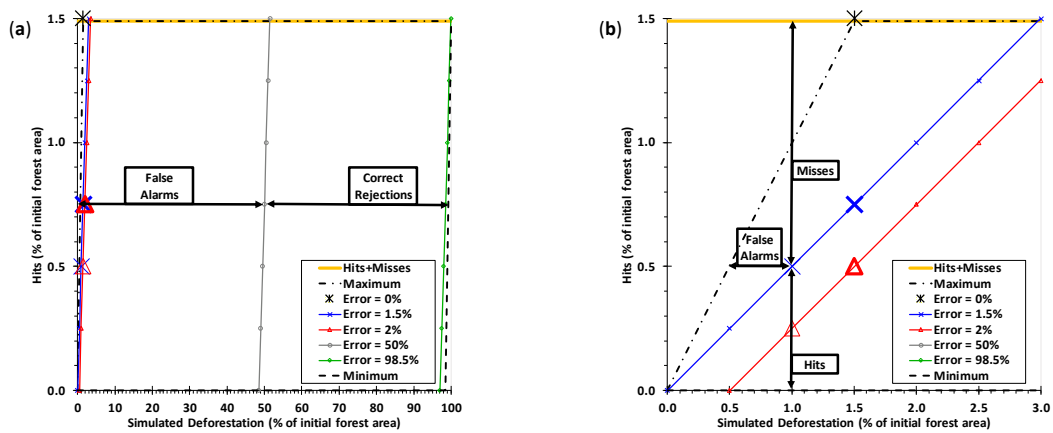 (a)
Hits (% of initial forest area)
1.5
1.0
0.5
0.0
False
Alarms
Correct
Rejections
Hits+Misses
Maximum
Error = 0%
Error = 1.5%
Error = 2%
Error = 50%
Error = 98.5%
Minimum
0 10 20 30 40 50 60 70 80 90 100
Simulated Deforestation (% of initial forest area)
(b)
Hits (% of initial forest area)
1.5
1.0
0.5
0.0
Misses
False
Alarms
Hits
Hits+Misses
Maximum
Error = 0%
Error = 1.5%
Error = 2%
Error = 50%
Error = 98.5%
Minimum
0.0 0.5 1.0 1.5 2.0 2.5 3.0
Simulated Deforestation (% of initial forest area)